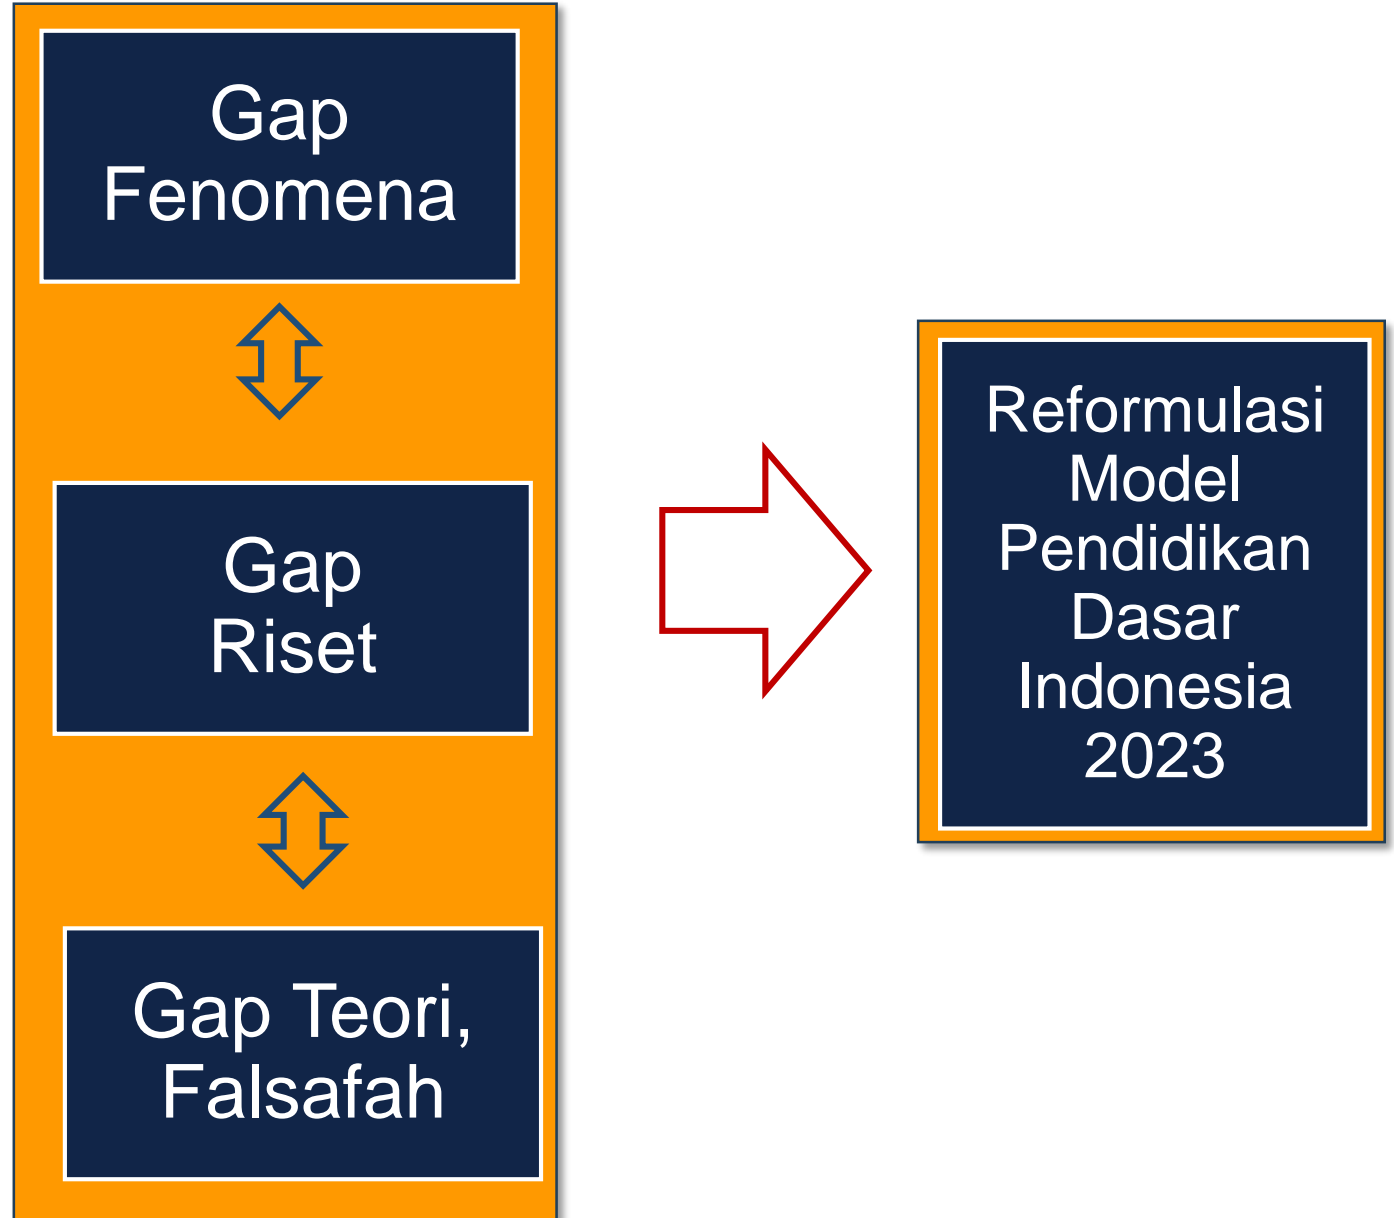 Gap
Fenomena
Gap
Riset
Gap Teori,
Falsafah
Reformulasi
Model
Pendidikan
Dasar
Indonesia
2023